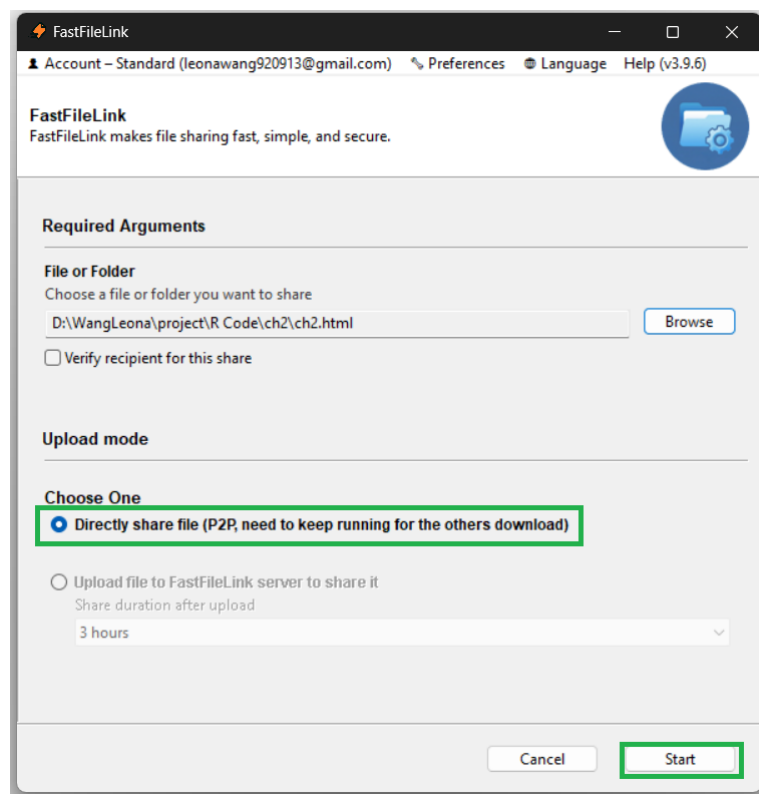 FastFileLink
Account – Standard (leonawang920913@gmail.com) Preferences Language Help (v3.9.6)
FastFileLink
FastFileLink makes file sharing fast, simple, and secure.
Required Arguments
File or Folder
Choose a file or folder you want to share
D:\WangLeona\project\R Code\ch2\ch2.html Browse
Verify recipient for this share
Upload mode
Choose One
Directly share file (P2P, need to keep running for the others download)
Upload file to FastFileLink server to share it
Share duration after upload
3 hours
Cancel Start